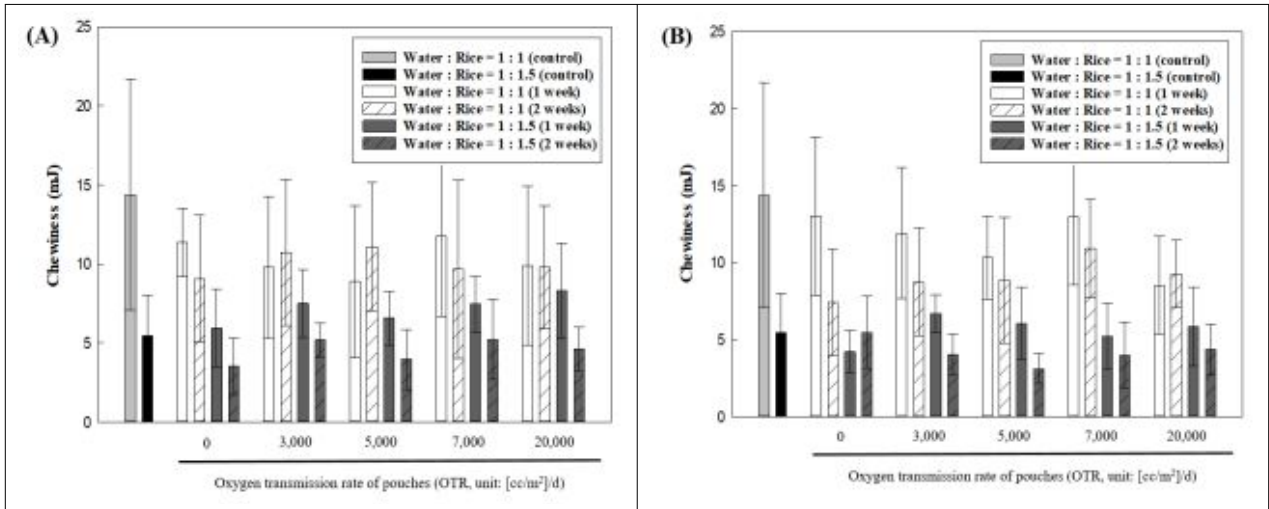 (A)
25
20
15
10
5
0
Chewiness (mJ)
Water : Rice = 1 : 1 (control)
Water : Rice = 1 : 1.5 (control)
Water : Rice = 1 : 1 (1 week)
Water : Rice = 1 : 1 (2 weeks)
Water : Rice = 1 : 1.5 (1 week)
Water : Rice = 1 : 1.5 (2 weeks)
0 3,000 5,000 7,000 20,000
Oxygen transmission rate of pouches (OTR, unit: [cc/m²]/d)
(B)
25
20
15
10
5
0
Chewiness (mJ)
Water : Rice = 1 : 1 (control)
Water : Rice = 1 : 1.5 (control)
Water : Rice = 1 : 1 (1 week)
Water : Rice = 1 : 1 (2 weeks)
Water : Rice = 1 : 1.5 (1 week)
Water : Rice = 1 : 1.5 (2 weeks)
0 3,000 5,000 7,000 20,000
Oxygen transmission rate of pouches (OTR, unit: [cc/m²]/d)